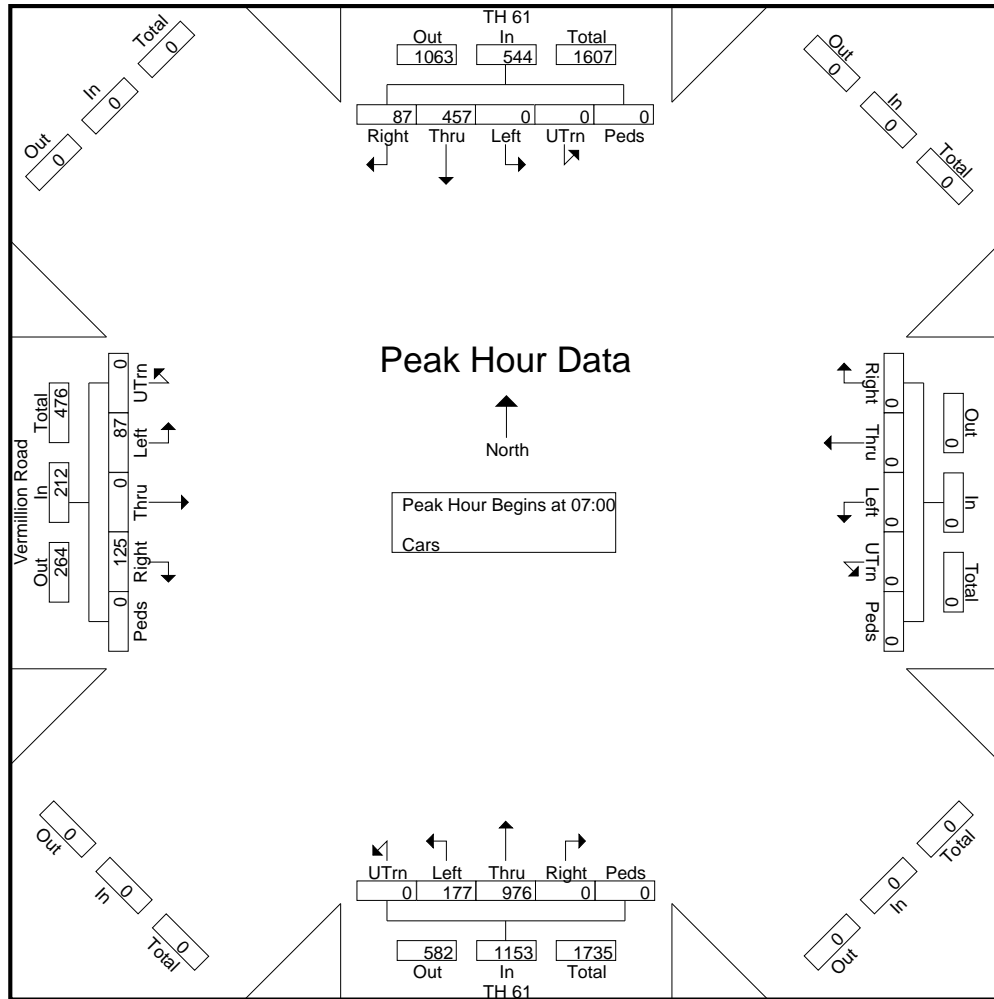 TH 61
Out In Total
1063 544 1607
87 457 0 0 0
Right Thru Left UTrn Peds
Total 0
In 0
Out 0
Out 0
In 0
Total 0
Vermillion Road
Total 476
In 212
Out 264
0 UTrn
87 Left
0 Thru
125 Right
0 Peds
Peak Hour Data
North
Peak Hour Begins at 07:00
Cars
Right 0
Thru 0
Left 0
UTrn 0
Peds 0
Out 0
In 0
Total 0
Out 0
In 0
Total 0
UTrn Left Thru Right Peds
0 177 976 0 0
582 1153 1735
Out In Total
TH 61
0 Total
0 In
0 Out